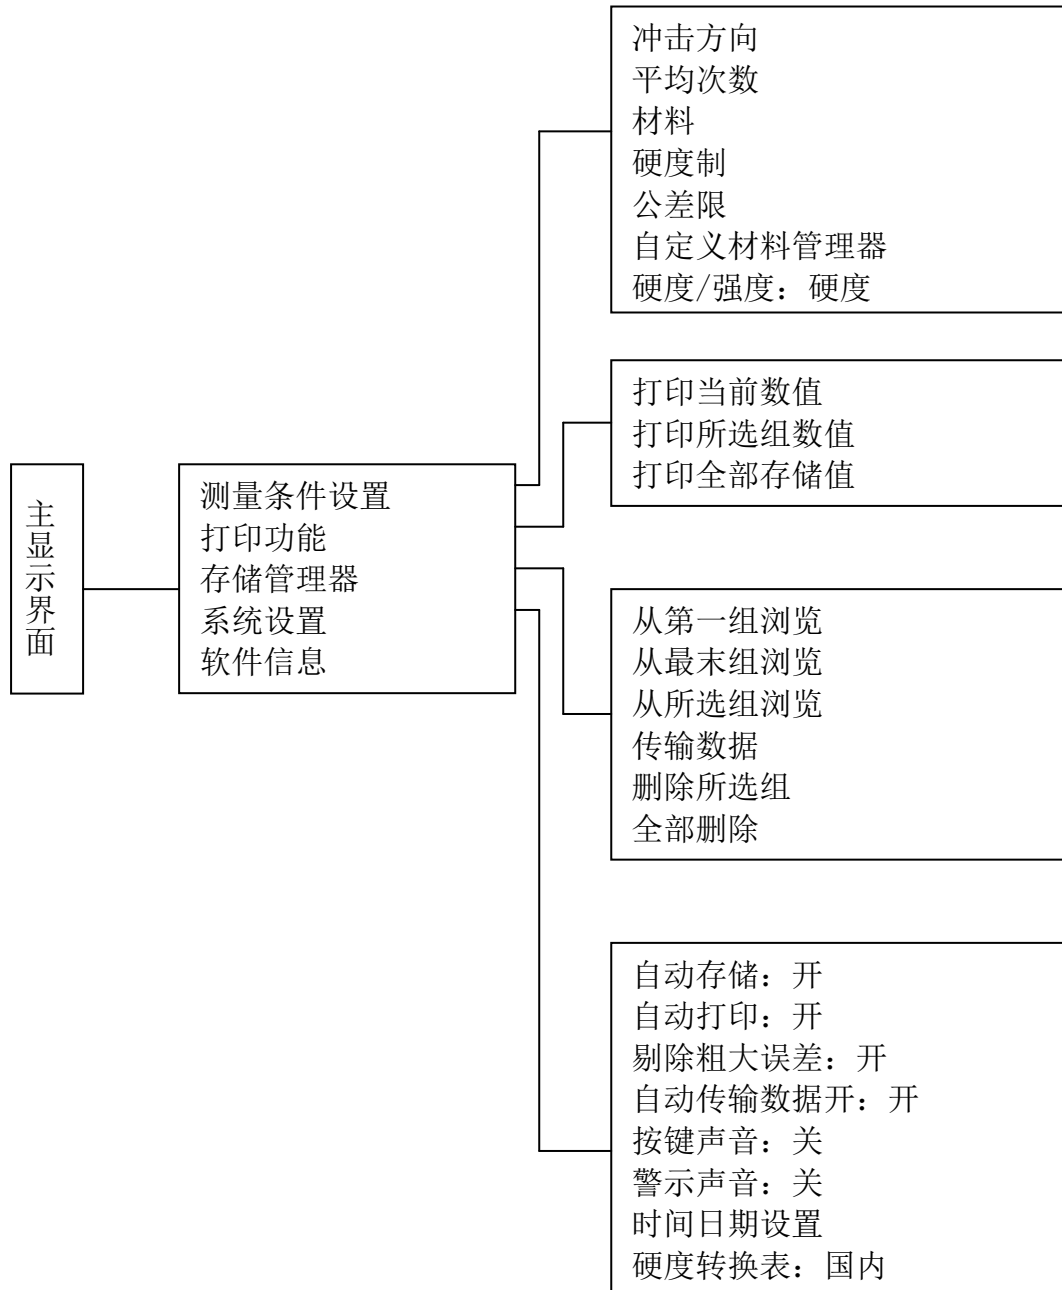 主显示界面
测量条件设置
打印功能
存储管理器
系统设置
软件信息
冲击方向
平均次数
材料
硬度制
公差限
自定义材料管理器
硬度/强度：硬度
打印当前数值
打印所选组数值
打印全部存储值
从第一组浏览
从最末组浏览
从所选组浏览
传输数据
删除所选组
全部删除
自动存储：开
自动打印：开
剔除粗大误差：开
自动传输数据开：开
按键声音：关
警示声音：关
时间日期设置
硬度转换表：国内